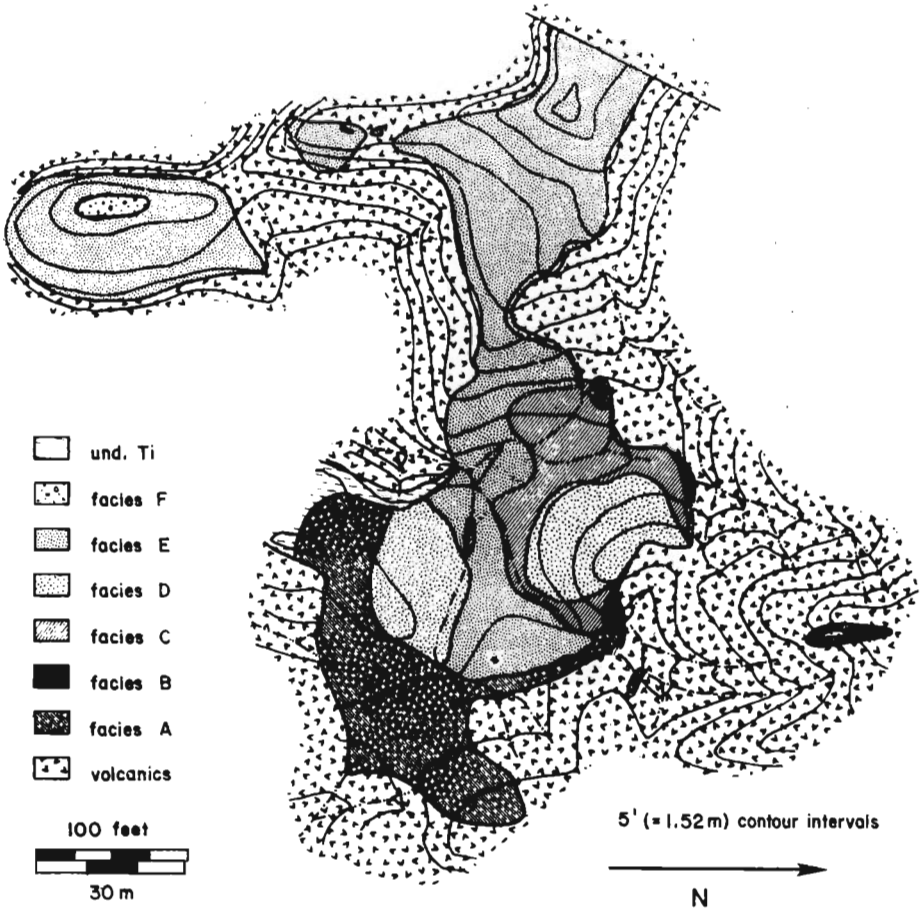 und. Ti
facies F
facies E
facies D
facies C
facies B
facies A
volcanics
100 feet
30 m
5' (= 1.52 m) contour intervals
N